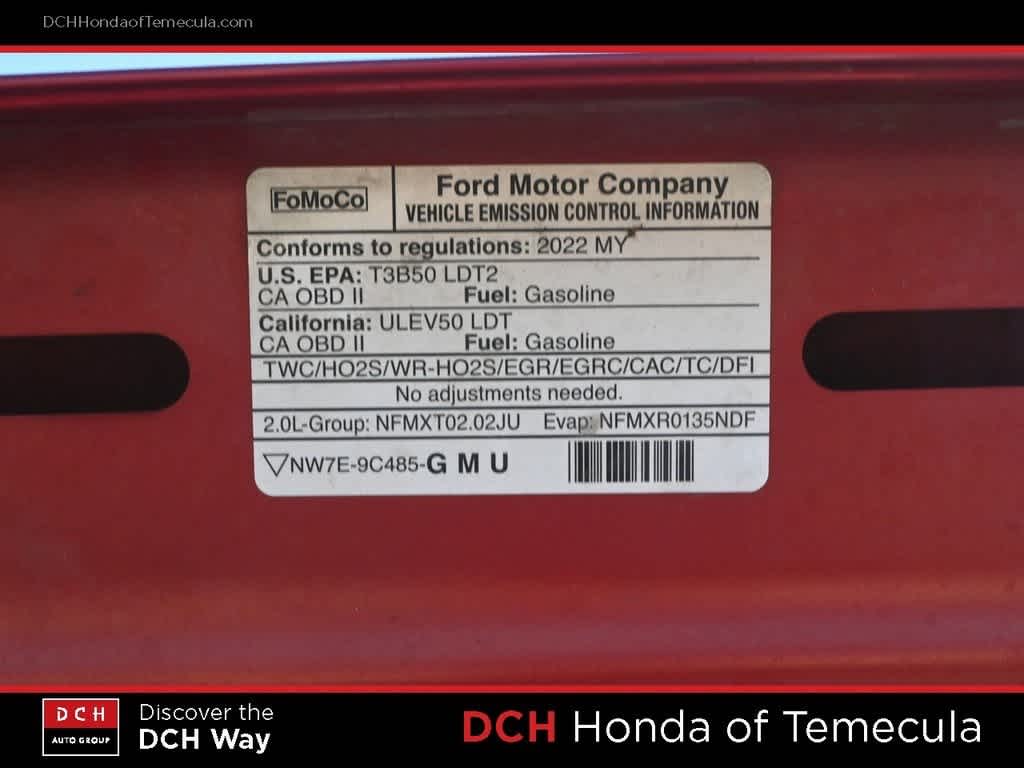 DCHHondaofTemecula.com
FoMoCo
Ford Motor Company
VEHICLE EMISSION CONTROL INFORMATION
Conforms to regulations: 2022 MY
U.S. EPA: T3B50 LDT2
CA OBD II Fuel: Gasoline
California: ULEV50 LDT
CA OBD II Fuel: Gasoline
TWC/HO2S/WR-HO2S/EGR/EGRC/CAC/TC/DFI
No adjustments needed.
2.0L-Group: NFMXT02.02JU Evap: NFMXR0135NDF
NW7E-9C485-G M U
DCH
AUTO GROUP
Discover the
DCH Way
DCH Honda of Temecula